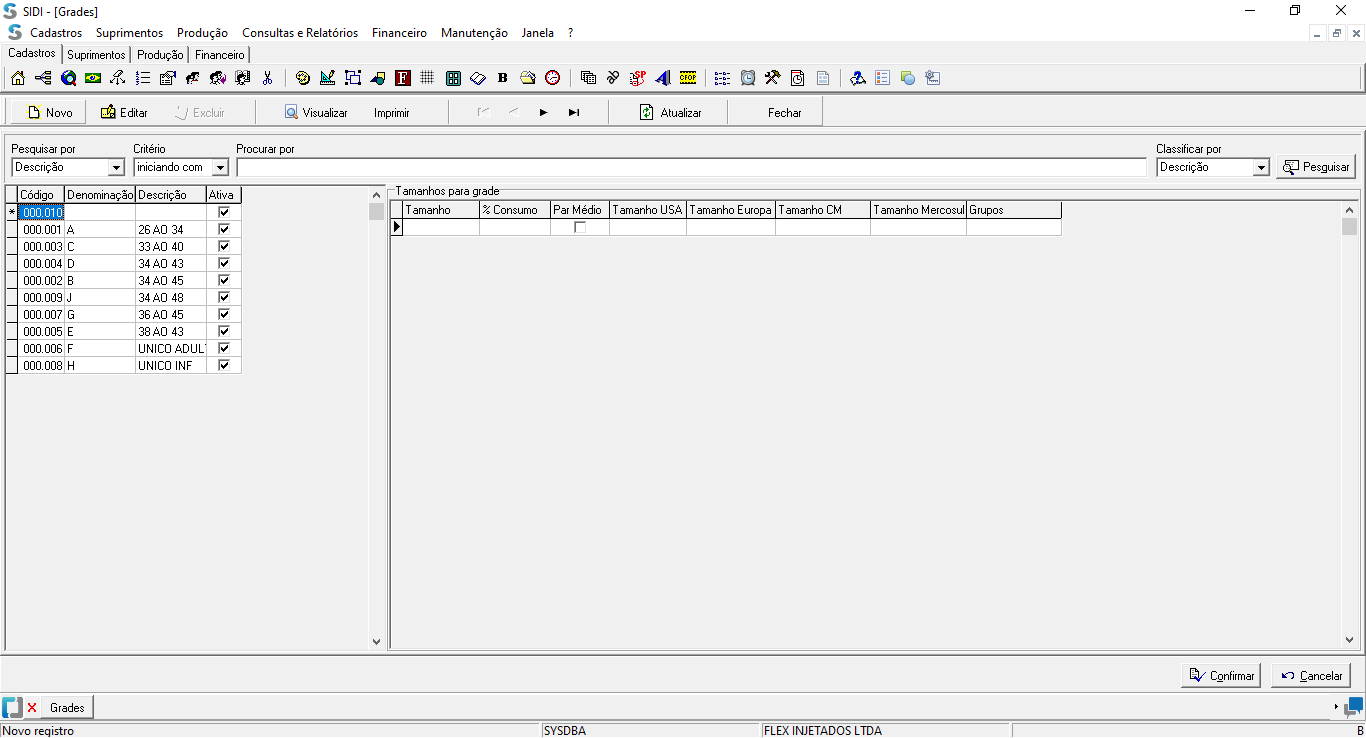 SIDI - [Grades]
Cadastros Suprimentos Produção Consultas e Relatórios Financeiro Manutenção Janela ?
Cadastros Suprimentos Produção Financeiro
F B SP CFOP
Novo Editar Excluir Visualizar Imprimir Atualizar Fechar
Pesquisar por Critério Procurar por Classificar por
Descrição iniciando com Descrição Pesquisar
Tamanhos para grade
Código Denominação Descrição Ativa
Tamanho % Consumo Par Médio Tamanho USA Tamanho Europa Tamanho CM Tamanho Mercosul Grupos
* 000.010
000.001 A 26 AO 34
000.003 C 33 AO 40
000.004 D 34 AO 43
000.002 B 34 AO 45
000.009 J 34 AO 48
000.007 G 36 AO 45
000.005 E 38 AO 43
000.006 F UNICO ADUL
000.008 H UNICO INF
Confirmar Cancelar
Grades
Novo registro SYSDBA FLEX INJETADOS LTDA B